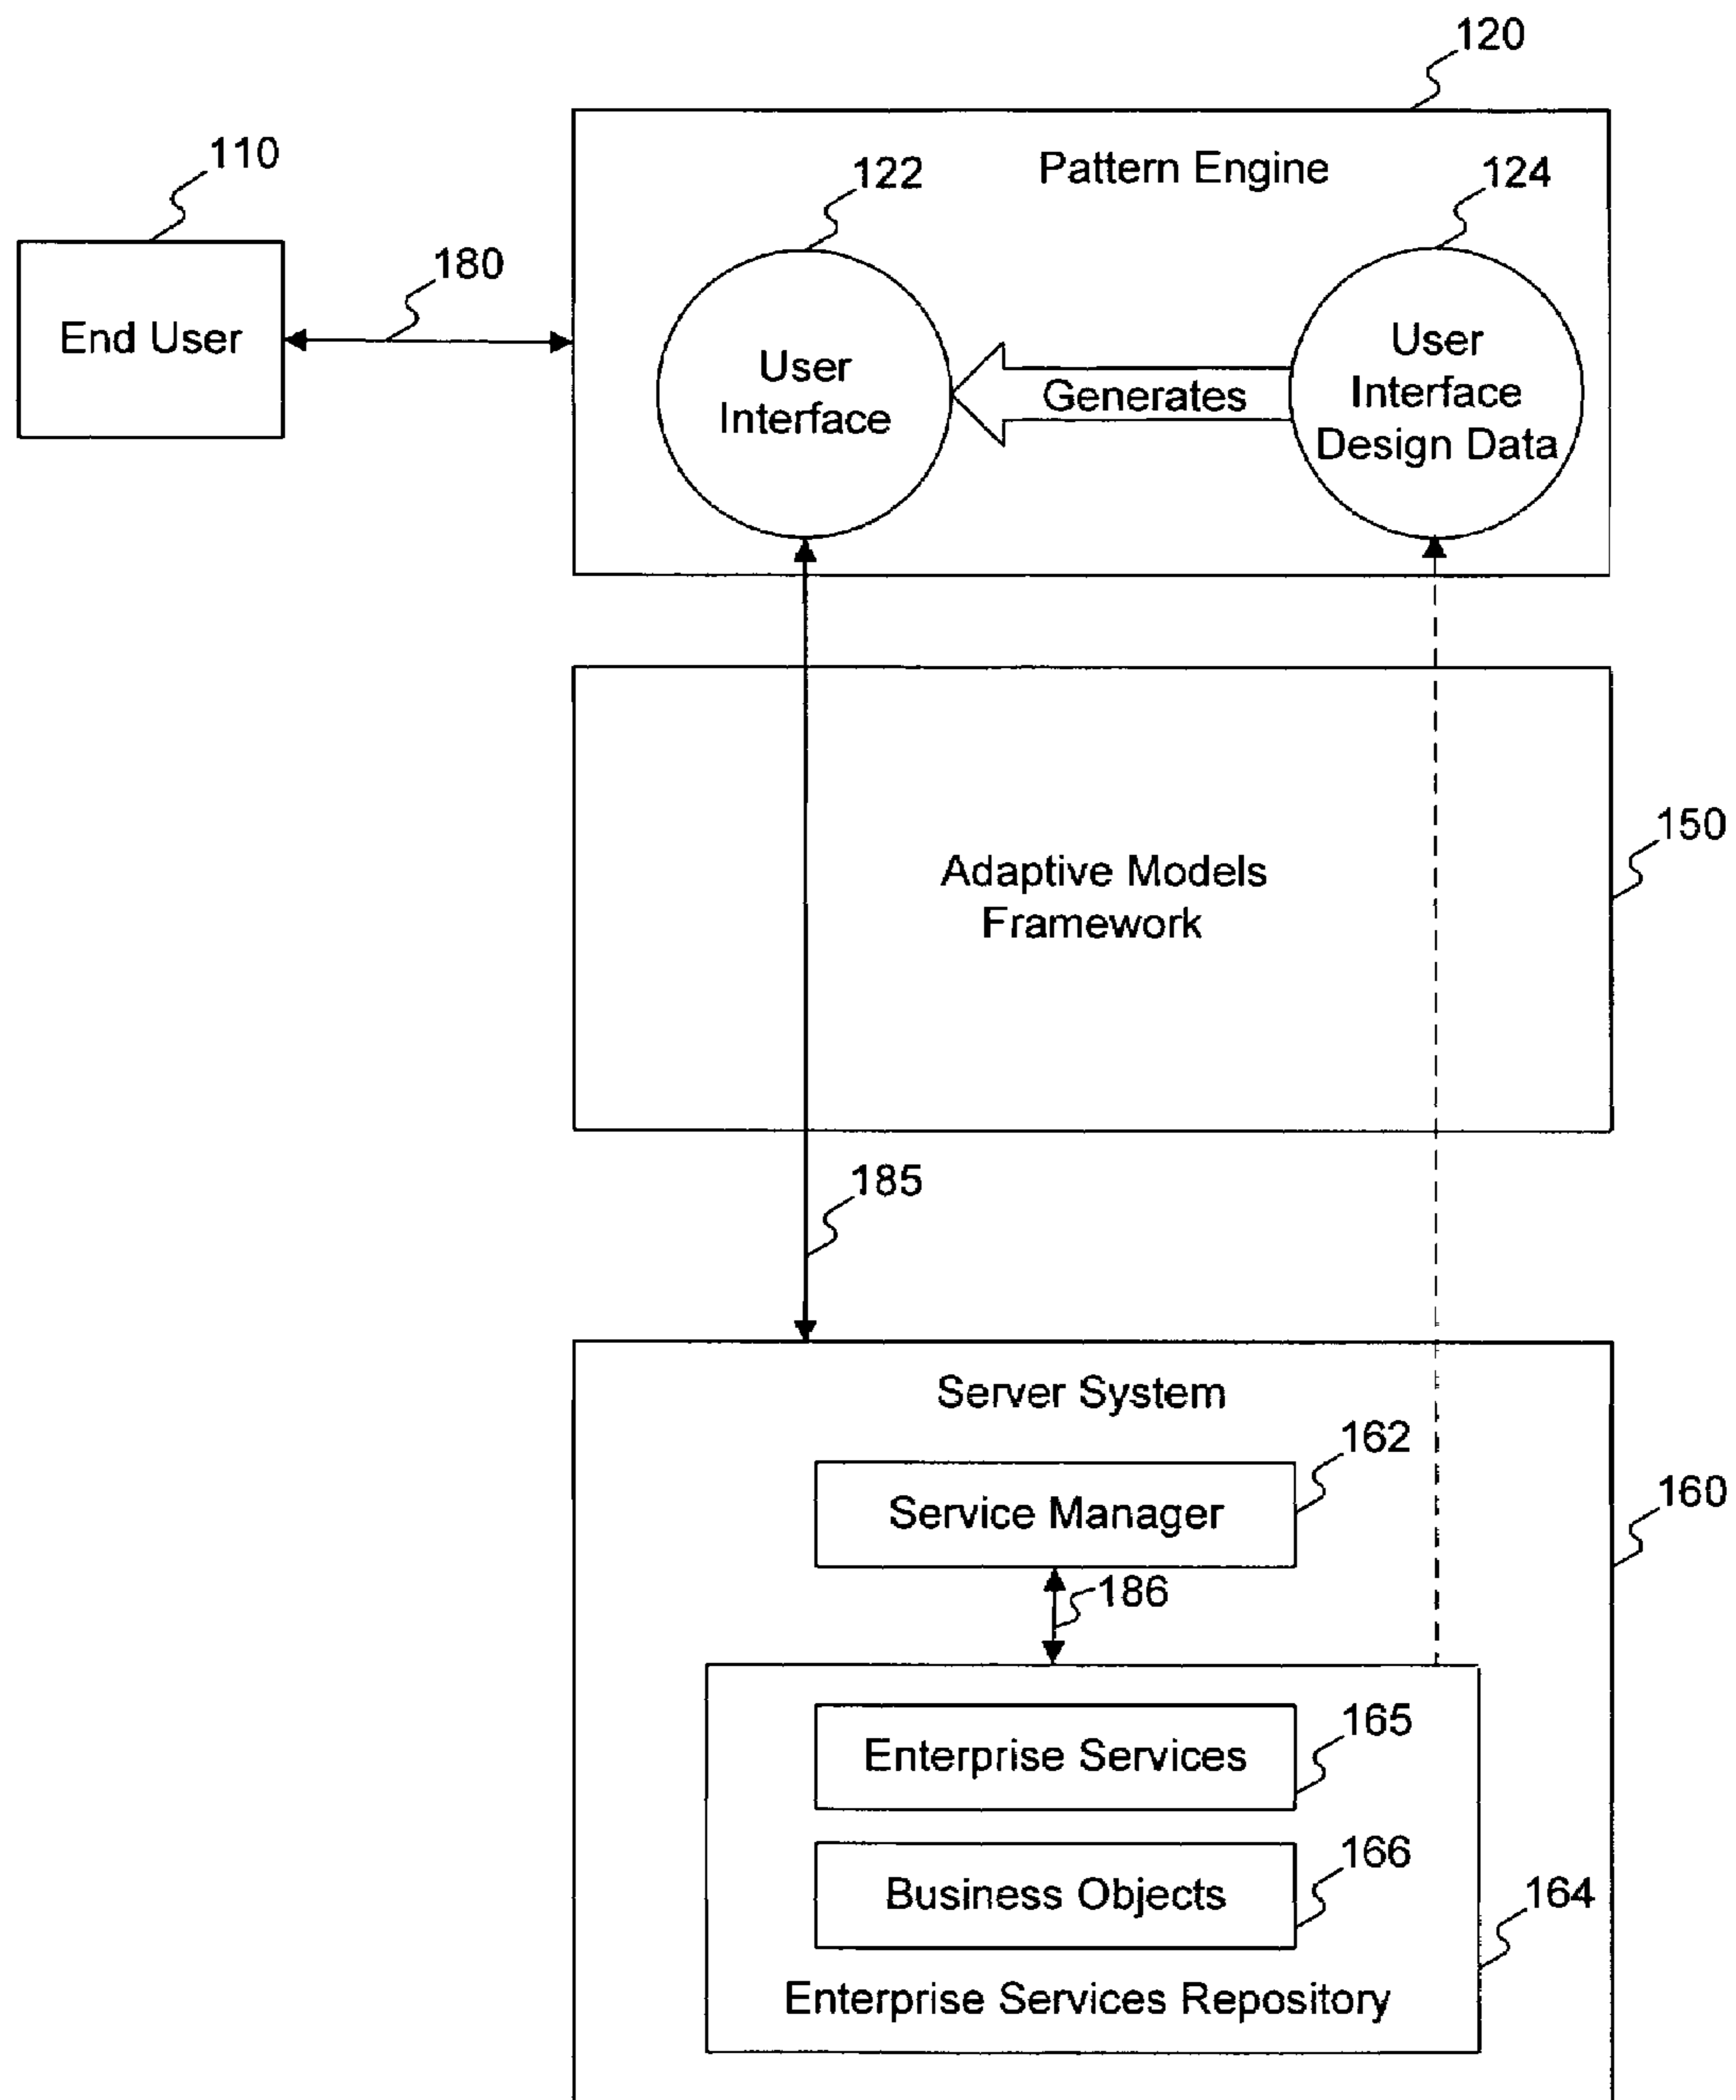 120
110
Pattern Engine
122
124
180
End User
User
Interface
Generates
User
Interface
Design Data
150
Adaptive Models
Framework
185
Server System
162
160
Service Manager
186
165
Enterprise Services
166
164
Business Objects
Enterprise Services Repository